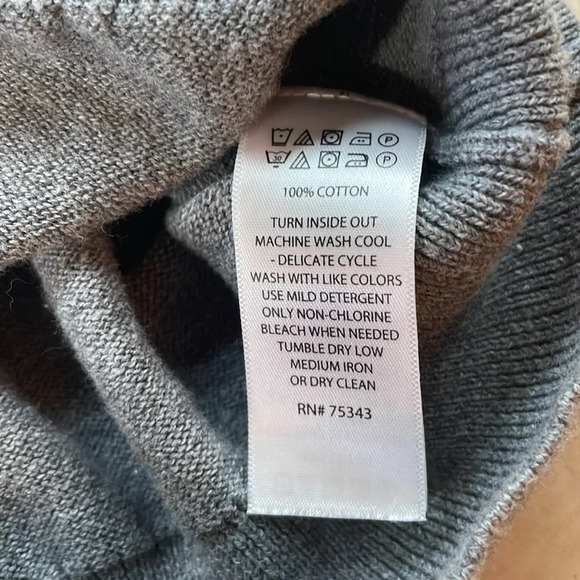 P
30 P
100% COTTON
TURN INSIDE OUT
MACHINE WASH COOL
- DELICATE CYCLE
WASH WITH LIKE COLORS
USE MILD DETERGENT
ONLY NON-CHLORINE
BLEACH WHEN NEEDED
TUMBLE DRY LOW
MEDIUM IRON
OR DRY CLEAN
RN# 75343